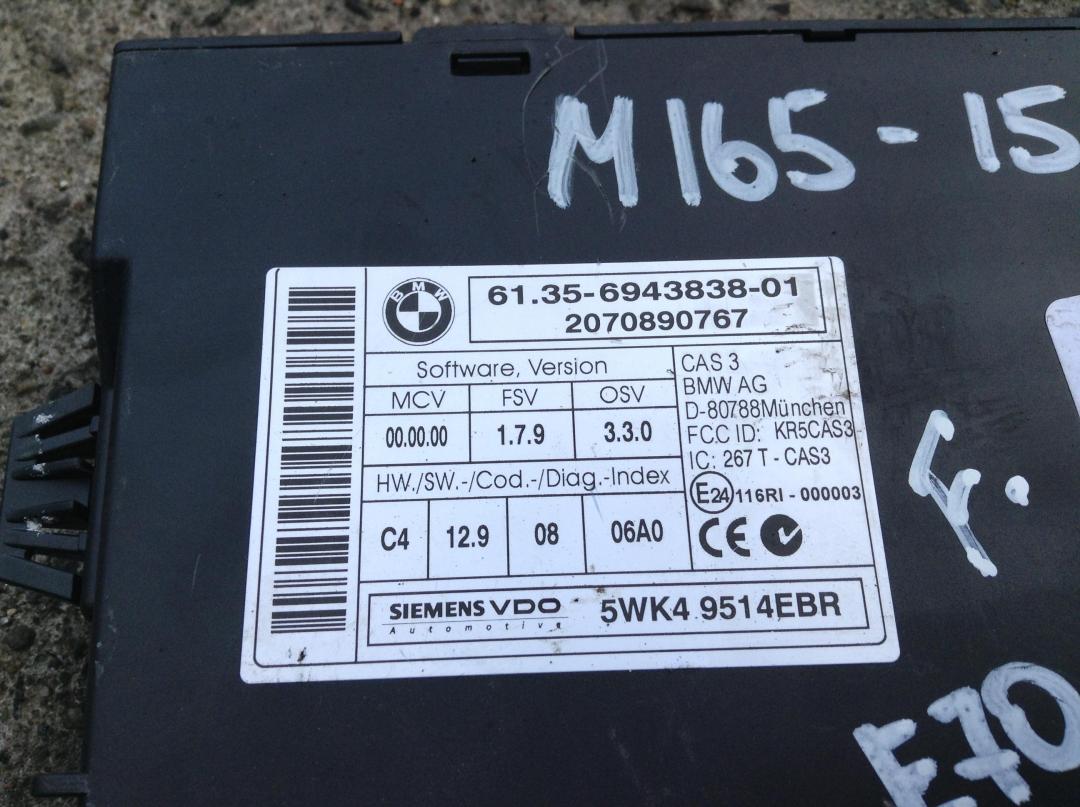 M165-15
BMW
61.35-6943838-01
2070890767
Software, Version
MCV FSV OSV
00.00.00 1.7.9 3.3.0
HW./SW.-/Cod.-/Diag.-Index
C4 12.9 08 06A0
CAS 3
BMW AG
D-80788München
FCC ID: KR5CAS3
IC: 267 T - CAS3
E24 116RI - 000003
CE
SIEMENS VDO
Automotive
5WK4 9514EBR
E70